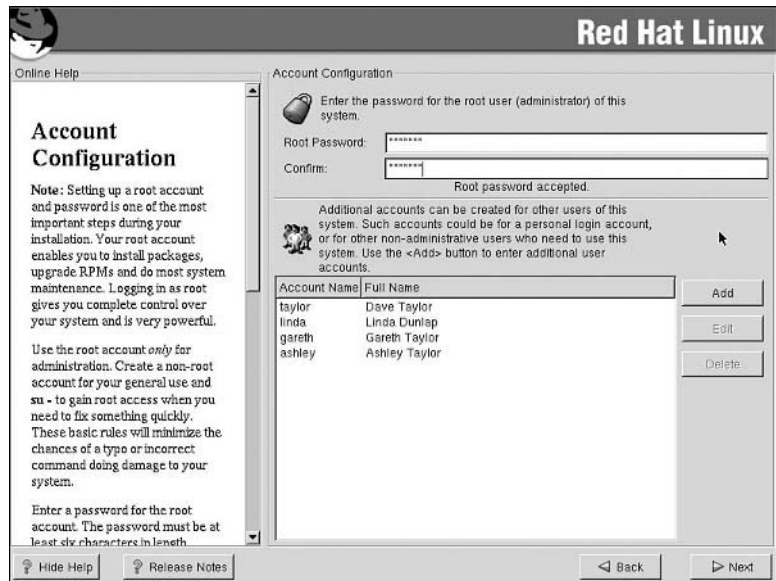 Red Hat Linux
Online Help
Account
Configuration
Note: Setting up a root account
and password is one of the most
important steps during your
installation. Your root account
enables you to install packages,
upgrade RPMs and do most system
maintenance. Logging in as root
gives you complete control over
your system and is very powerful.
Use the root account only for
administration. Create a non-root
account for your general use and
su - to gain root access when you
need to fix something quickly.
These basic rules will minimize the
chances of a typo or incorrect
command doing damage to your
system.
Enter a password for the root
account. The password must be at
least six characters in length
Account Configuration
Enter the password for the root user (administrator) of this
system.
Root Password: *******
Confirm: *******
Root password accepted.
Additional accounts can be created for other users of this
system. Such accounts could be for a personal login account,
or for other non-administrative users who need to use this
system. Use the <Add> button to enter additional user
accounts.
Account Name Full Name
taylor Dave Taylor
linda Linda Dunlap
gareth Gareth Taylor
ashley Ashley Taylor
Add
Edit
Delete
Hide Help
Release Notes
Back
Next